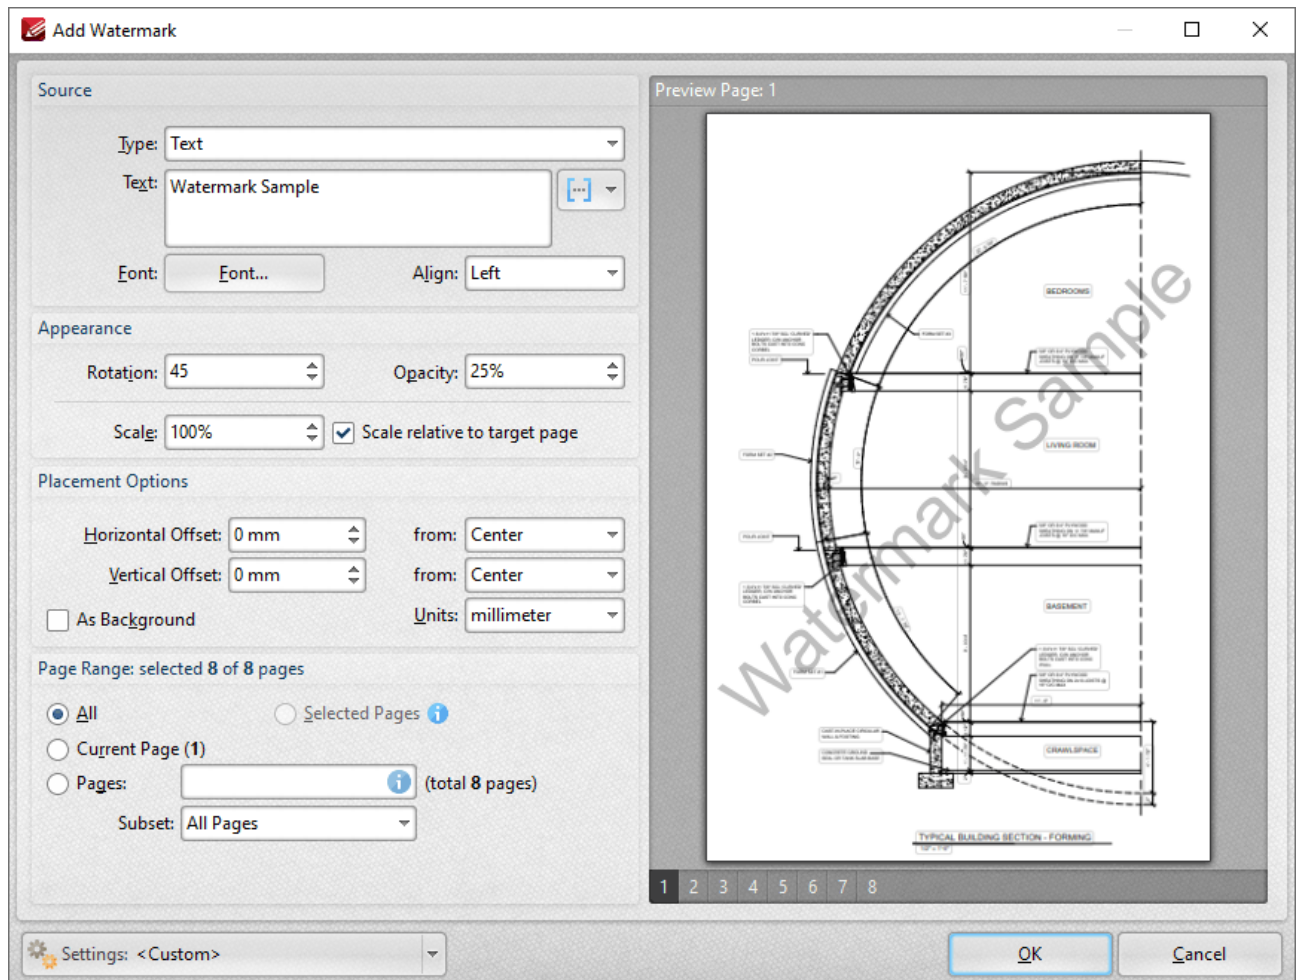 Add Watermark
Source
Type: Text
Text: Watermark Sample
Font: Font... Align: Left
Appearance
Rotation: 45 Opacity: 25%
Scale: 100% Scale relative to target page
Placement Options
Horizontal Offset: 0 mm from: Center
Vertical Offset: 0 mm from: Center
As Background Units: millimeter
Page Range: selected 8 of 8 pages
All Selected Pages
Current Page (1)
Pages: (total 8 pages)
Subset: All Pages
Preview Page: 1
BEDROOMS
LIVING ROOM
BASEMENT
CRAWLSPACE
Watermark Sample
TYPICAL BUILDING SECTION - FORMING
1 2 3 4 5 6 7 8
Settings: <Custom>
OK Cancel